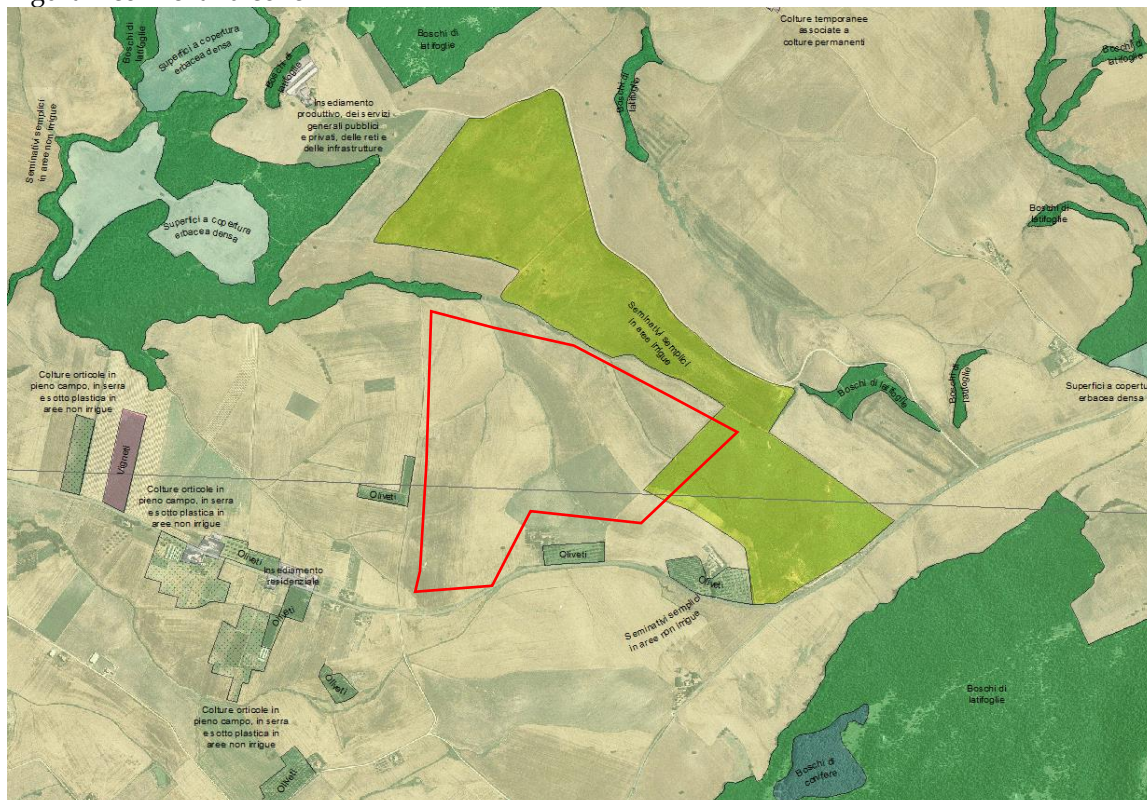 Boschi di
latifoglie
Superfici a copertura
erbacea densa
Boschi di
latifoglie
Boschi di
latifoglie
Colture temporanee
associate a
colture permanenti
Boschi di
latifoglie
Boschi di
latifoglie
Insediamento
produttivo, dei servizi
generali pubblici
e privati, delle reti e
delle infrastrutture
Seminativi semplici
in aree non irrigue
Superfici a copertura
erbacea densa
Boschi di
latifoglie
Seminativi semplici
in aree irrigue
Colture orticole in
pieno campo, in serra
e sotto plastica in
aree non irrigue
Boschi di latifoglie
Boschi di
latifoglie
Superfici a copertu
erbacea densa
Vigneti
Colture orticole in
pieno campo, in serra
e sotto plastica in
aree non irrigue
Oliveti
Oliveti
Oliveti
Insediamento
residenziale
Oliveti
Oliveti
Seminativi semplici
in aree non irrigue
Oliveti
Boschi di
latifoglie
Colture orticole in
pieno campo, in serra
e sotto plastica in
aree non irrigue
Oliveti
Boschi di
conifere